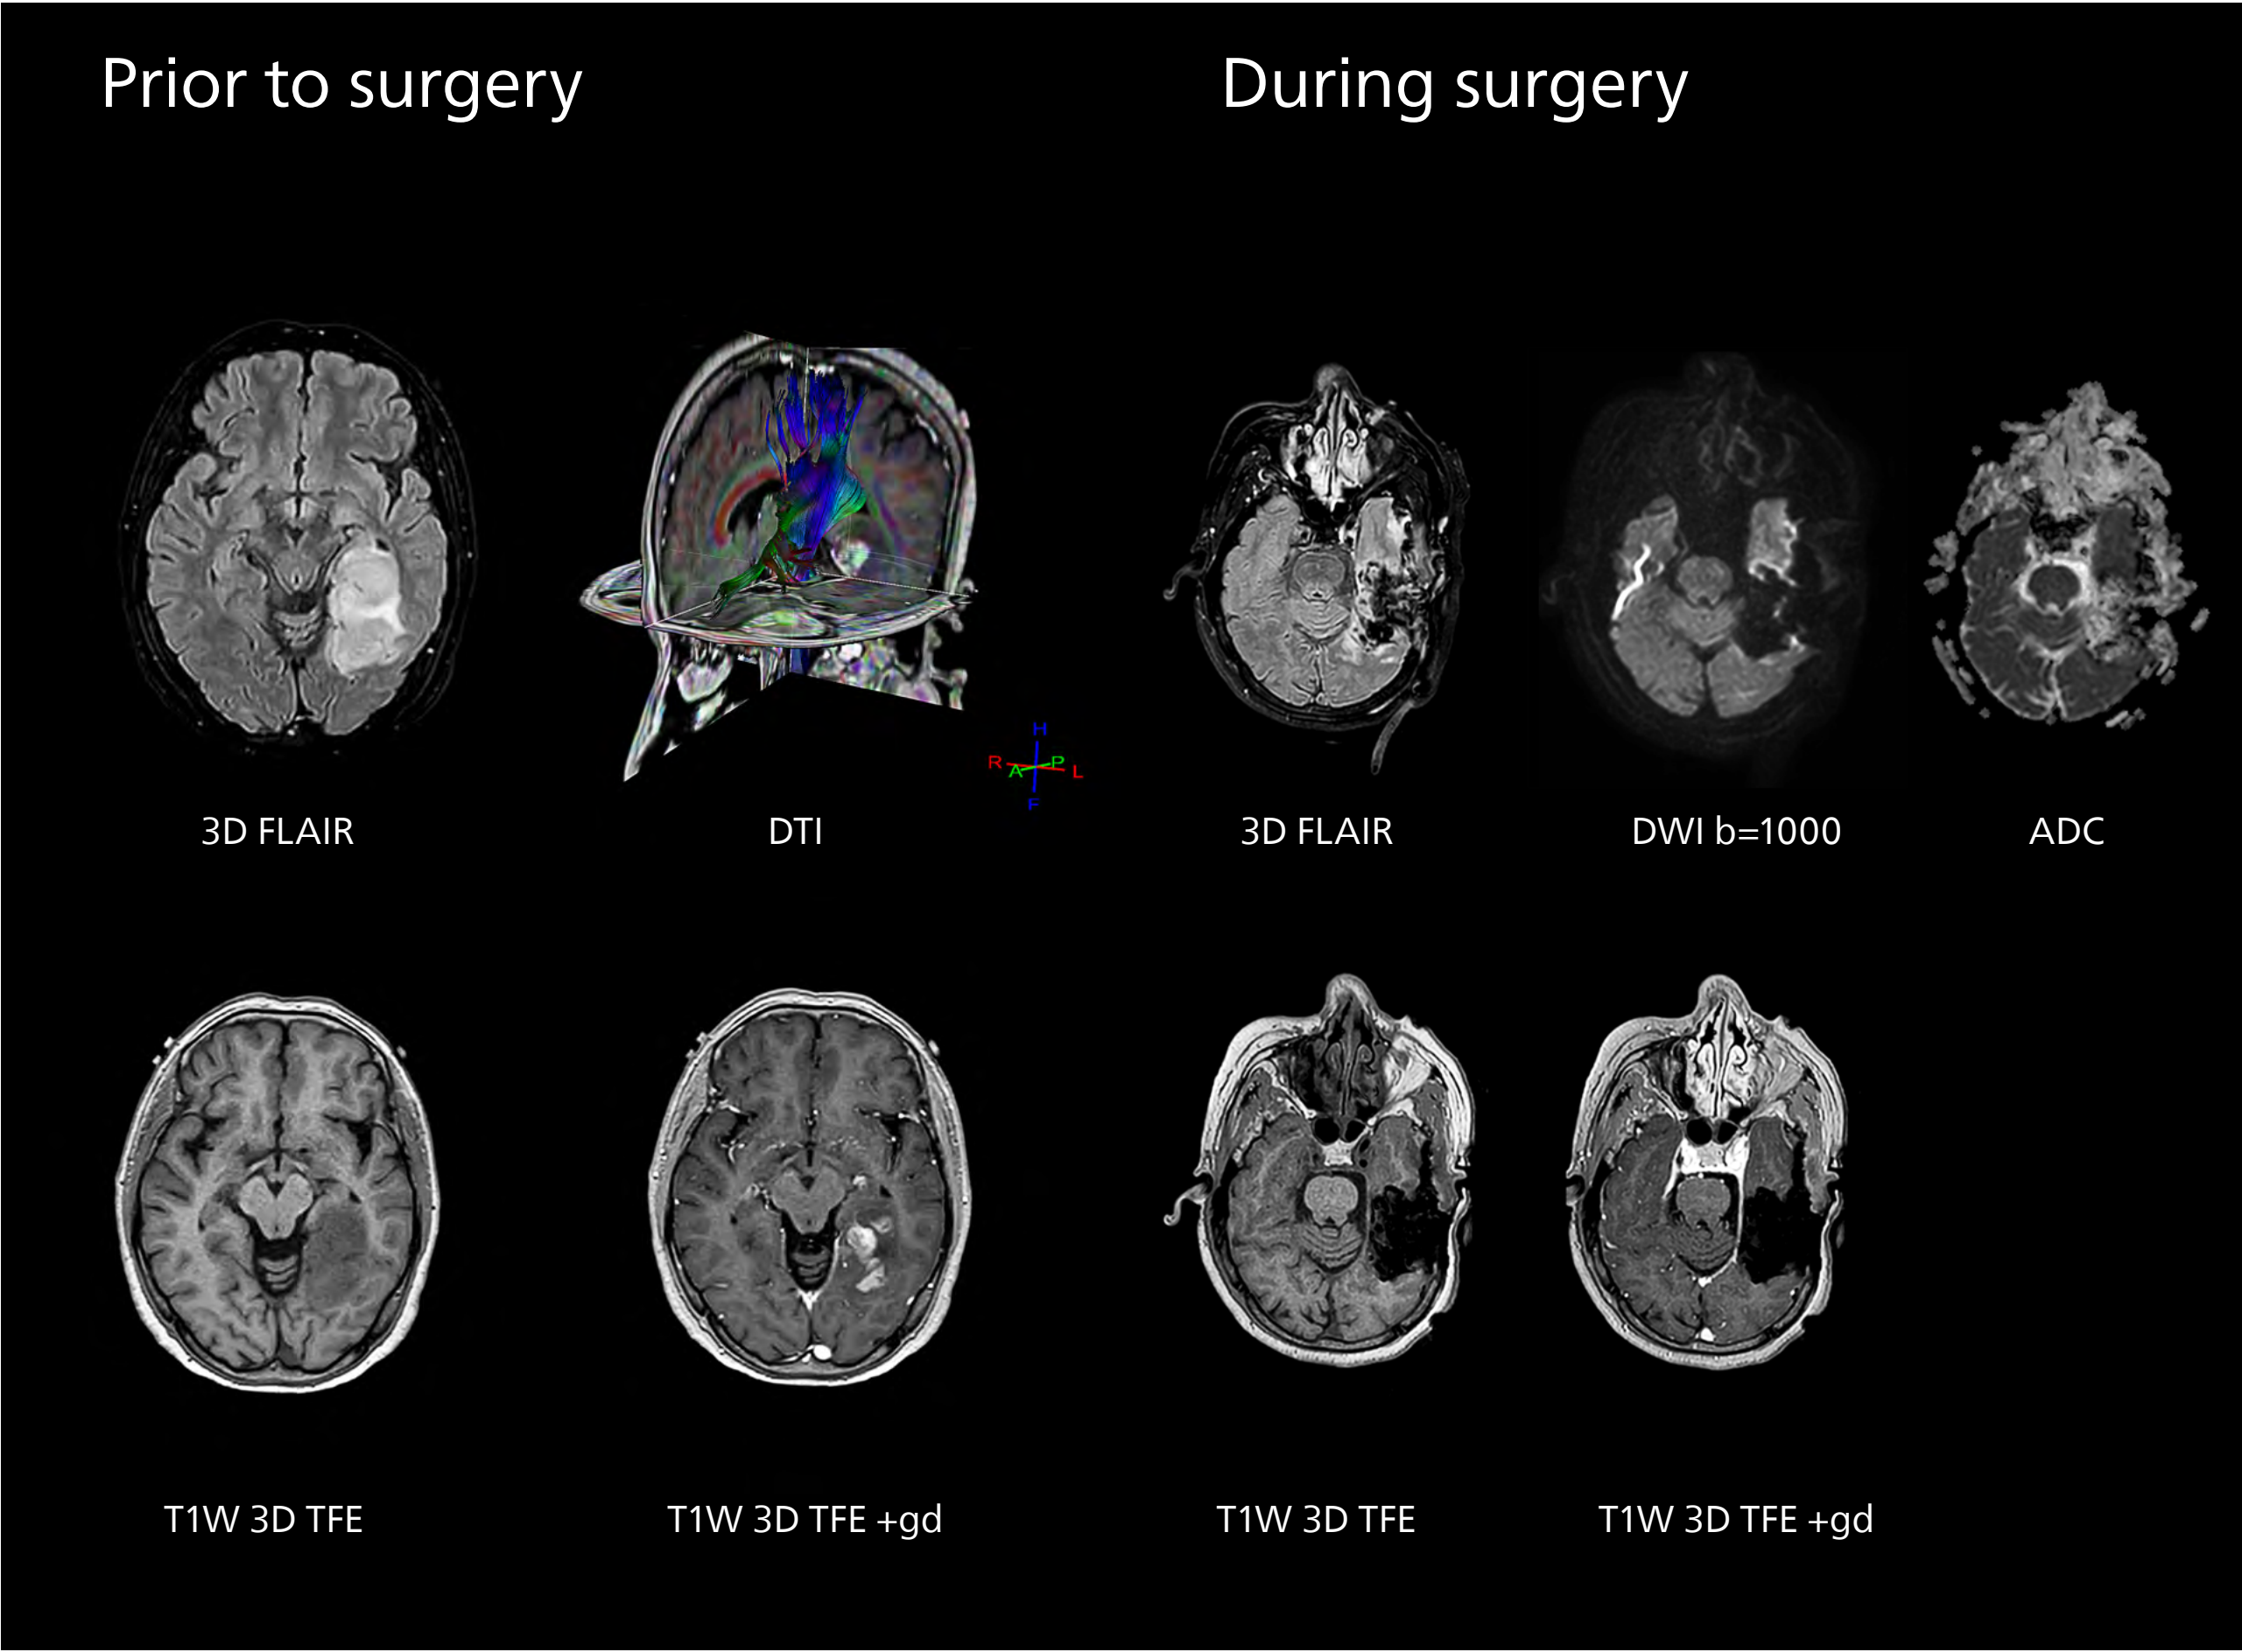 Prior to surgery
During surgery
H
R
A
P
L
F
3D FLAIR
DTI
3D FLAIR
DWI b=1000
ADC
T1W 3D TFE
T1W 3D TFE +gd
T1W 3D TFE
T1W 3D TFE +gd